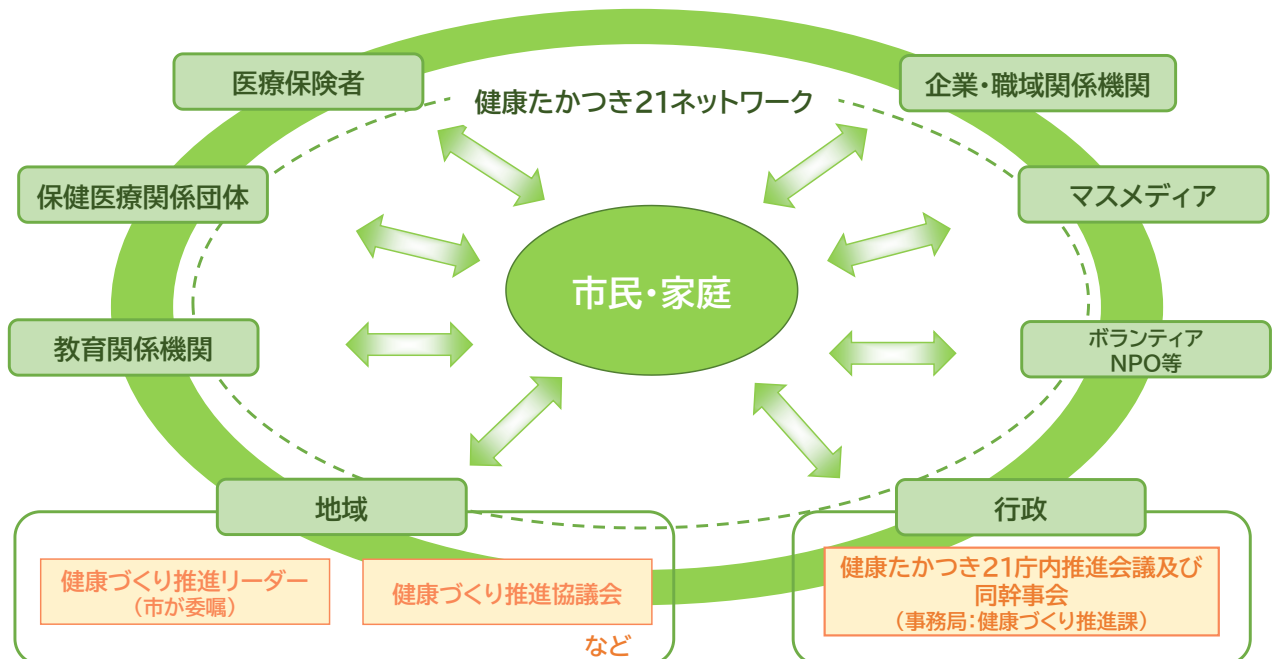 医療保険者
企業・職域関係機関
健康たかつき21ネットワーク
保健医療関係団体
マスメディア
市民・家庭
教育関係機関
ボランティア
NPO等
地域
行政
健康づくり推進リーダー
(市が委嘱)
健康づくり推進協議会
など
健康たかつき21庁内推進会議及び
同幹事会
(事務局:健康づくり推進課)